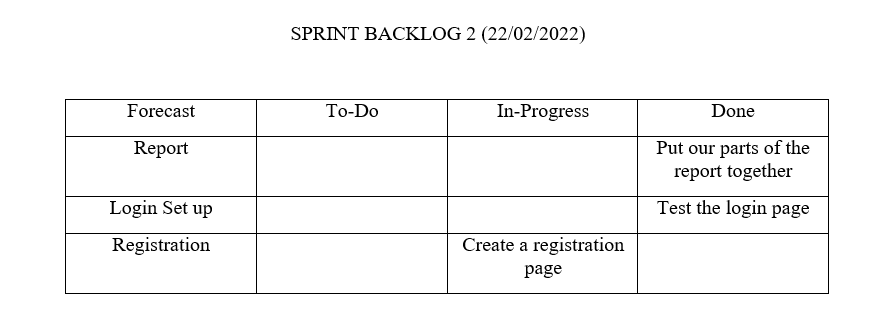 SPRINT BACKLOG 2 (22/02/2022)
Forecast To-Do In-Progress Done
Report Put our parts of the
report together
Login Set up Test the login page
Registration Create a registration
page